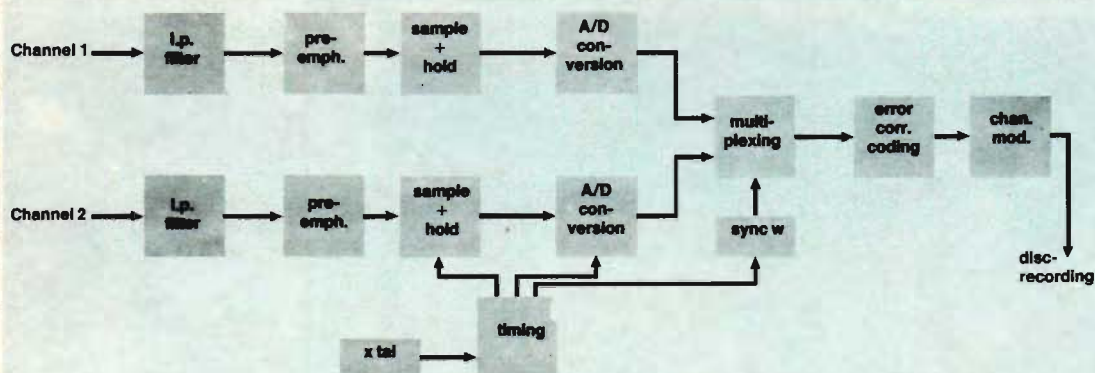 Channel 1
l.p.
filter
pre-
emph.
sample
+
hold
A/D
con-
version
multi-
plexing
error
corr.
coding
chan.
mod.
Channel 2
l.p.
filter
pre-
emph.
sample
+
hold
A/D
con-
version
sync w
disc-
recording
timing
x tal